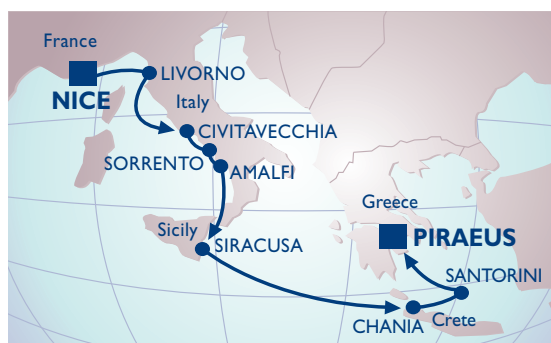 France
NICE
LIVORNO
Italy
CIVITAVECCHIA
SORRENTO
AMALFI
Sicily
SIRACUSA
Greece
PIRAEUS
SANTORINI
CHANIA
Crete